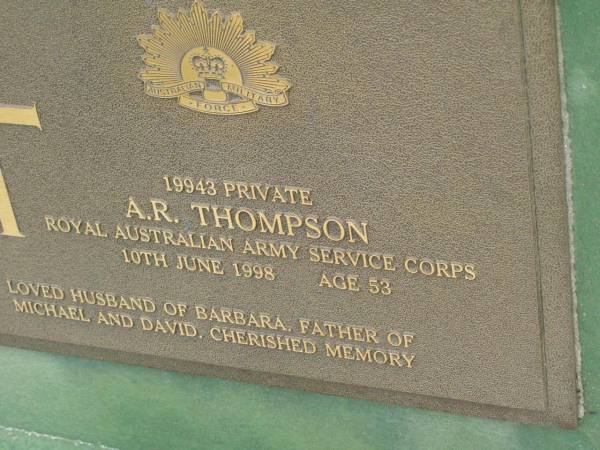 AUSTRALIAN MILITARY
FORCE
19943 PRIVATE
A.R. THOMPSON
ROYAL AUSTRALIAN ARMY SERVICE CORPS
10TH JUNE 1998 AGE 53
LOVED HUSBAND OF BARBARA. FATHER OF
MICHAEL AND DAVID. CHERISHED MEMORY